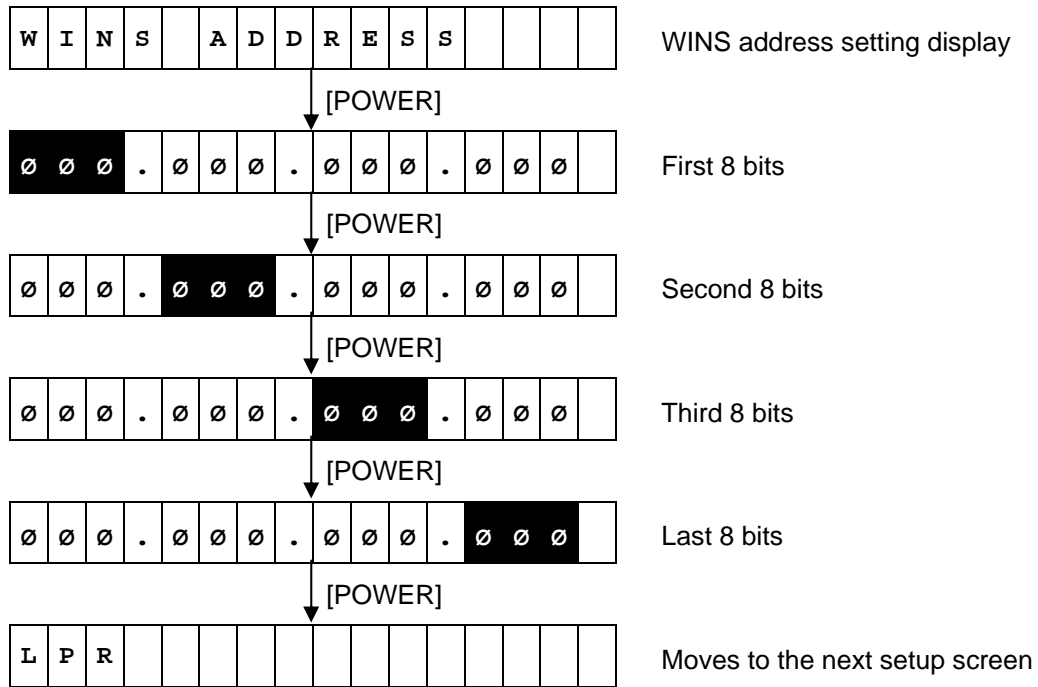 WINS ADDRESS WINS address setting display
[POWER]
ØØØ.ØØØ.ØØØ.ØØØ First 8 bits
[POWER]
ØØØ.ØØØ.ØØØ.ØØØ Second 8 bits
[POWER]
ØØØ.ØØØ.ØØØ.ØØØ Third 8 bits
[POWER]
ØØØ.ØØØ.ØØØ.ØØØ Last 8 bits
[POWER]
LPR Moves to the next setup screen